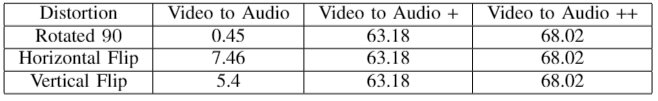 Distortion Video to Audio Video to Audio + Video to Audio ++
Rotated 90 0.45 63.18 68.02
Horizontal Flip 7.46 63.18 68.02
Vertical Flip 5.4 63.18 68.02